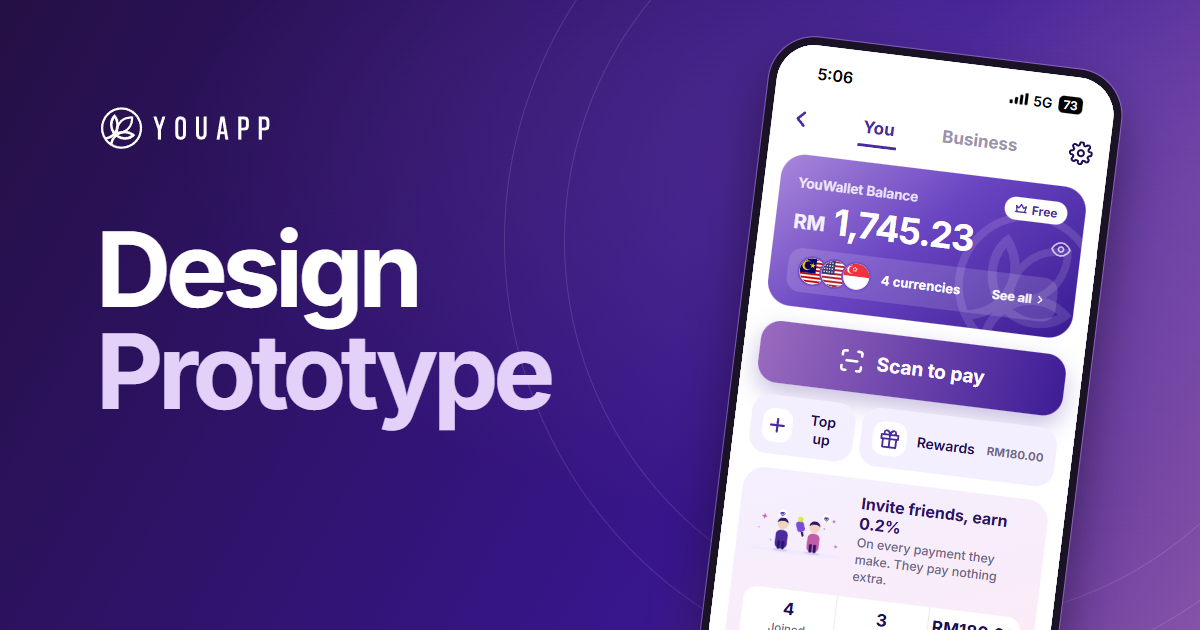 YOUAPP
Design
Prototype
5:06
5G 73
You
Business
YouWallet Balance
Free
RM 1,745.23
4 currencies
See all
Scan to pay
Top
up
Rewards
RM180.00
Invite friends, earn
0.2%
On every payment they
make. They pay nothing
extra.
4
3
Joined